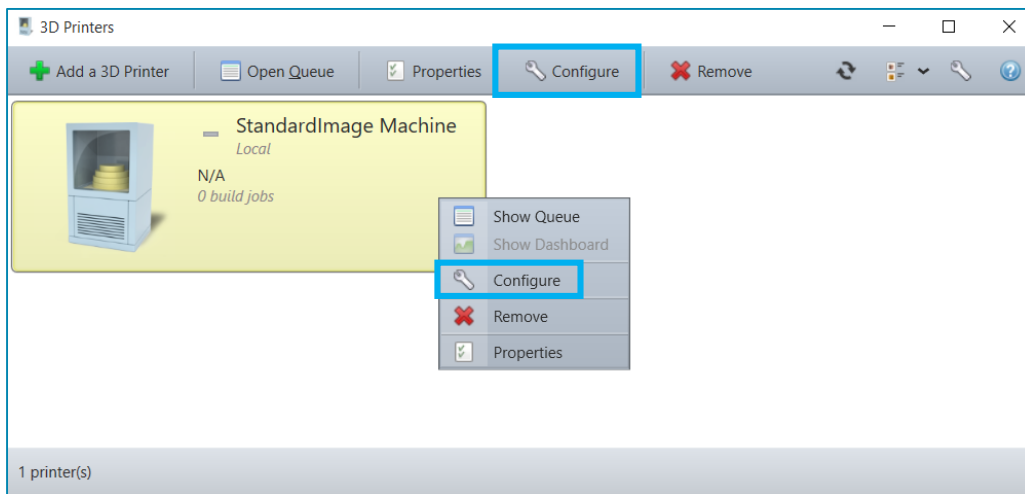 3D Printers
Add a 3D Printer Open Queue Properties Configure Remove
StandardImage Machine
Local
N/A
0 build jobs
Show Queue
Show Dashboard
Configure
Remove
Properties
1 printer(s)